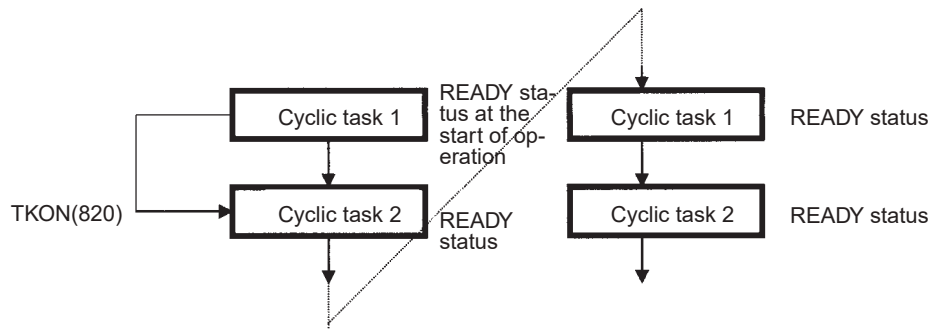 Cyclic task 1
READY sta-
tus at the
start of op-
eration
TKON(820)
Cyclic task 2
READY
status
Cyclic task 1
READY status
Cyclic task 2
READY status